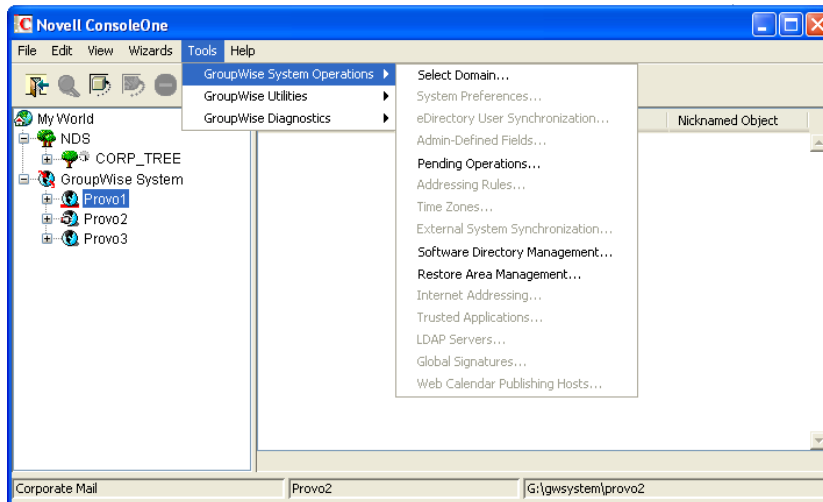 Novell ConsoleOne
File Edit View Wizards Tools Help
GroupWise System Operations
GroupWise Utilities
GroupWise Diagnostics
Select Domain...
System Preferences...
eDirectory User Synchronization...
Admin-Defined Fields...
Pending Operations...
Addressing Rules...
Time Zones...
External System Synchronization...
Software Directory Management...
Restore Area Management...
Internet Addressing...
Trusted Applications...
LDAP Servers...
Global Signatures...
Web Calendar Publishing Hosts...
My World
NDS
CORP_TREE
GroupWise System
Provo1
Provo2
Provo3
Nicknamed Object
Corporate Mail
Provo2
G:\gwsystem\provo2